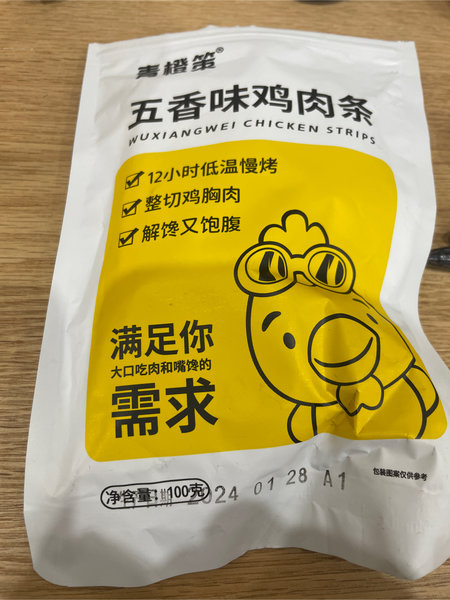 青橙策®
五香味鸡肉条
WUXIANGWEI CHICKEN STRIPS
12小时低温慢烤
整切鸡胸肉
解馋又饱腹
满足你
大口吃肉和嘴馋的
需求
包装图案仅供参考
净含量：100克
2024 01 28 A1